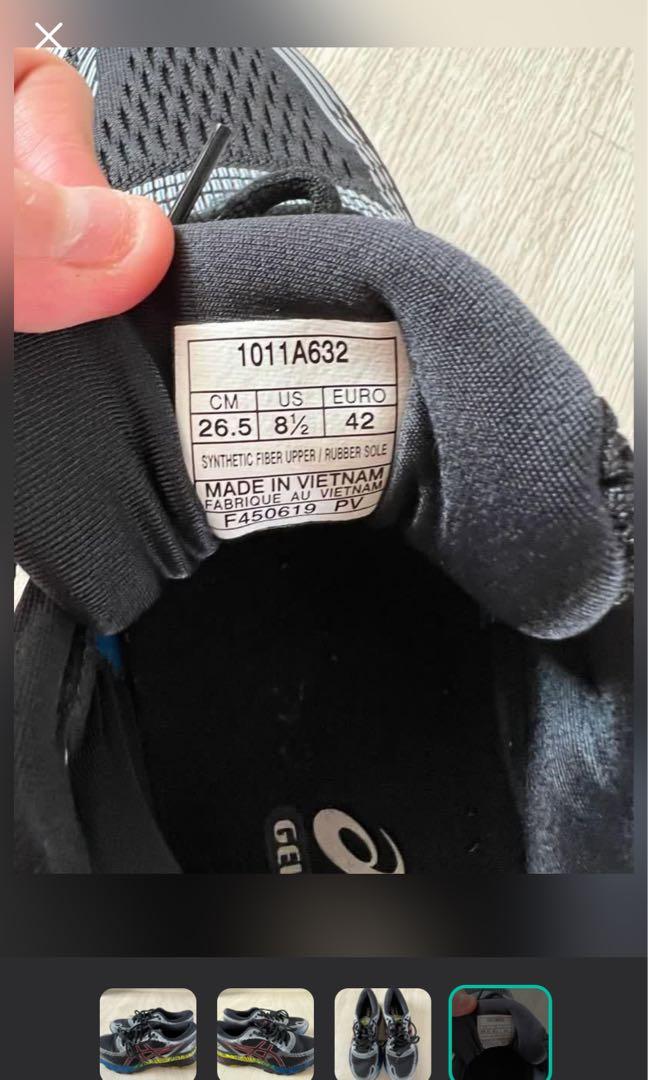 1011A632
CM US EURO
26.5 8½ 42
SYNTHETIC FIBER UPPER / RUBBER SOLE
MADE IN VIETNAM
FABRIQUE AU VIETNAM
F450619 PV
GEL